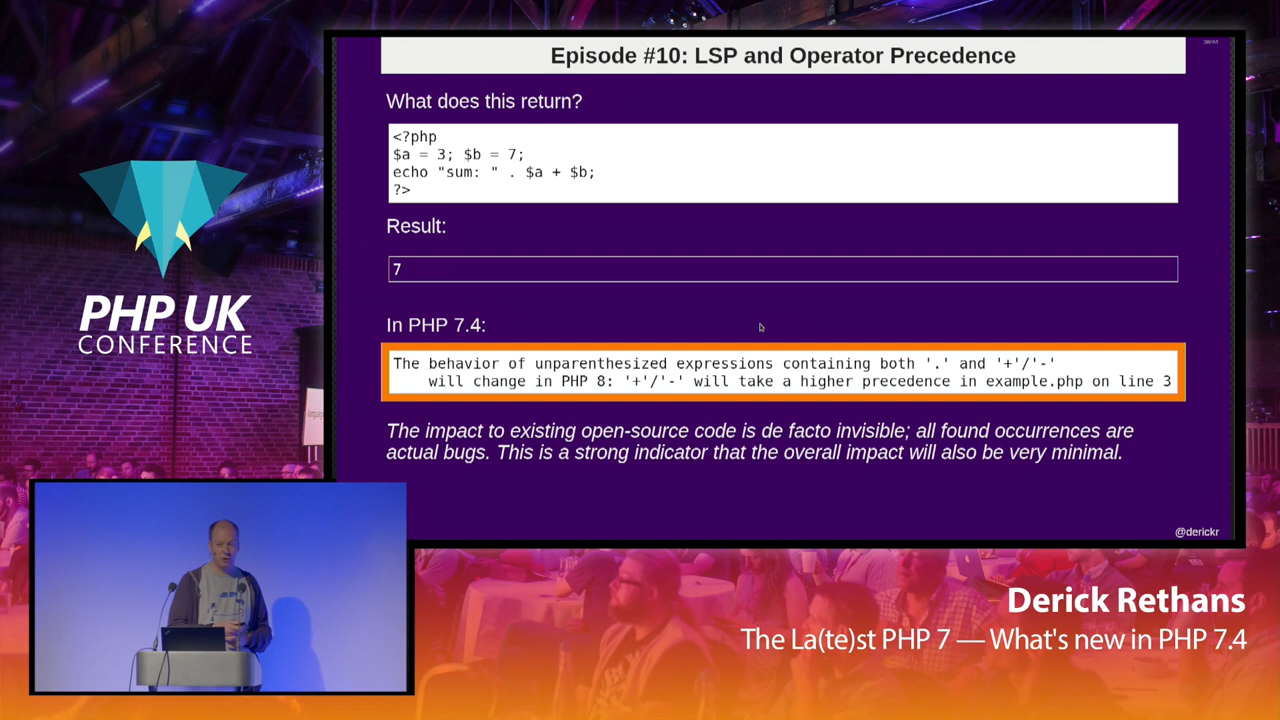 Episode #10: LSP and Operator Precedence
What does this return?
<?php
$a = 3; $b = 7;
echo "sum: " . $a + $b;
?>
Result:
7
In PHP 7.4:
The behavior of unparenthesized expressions containing both '.' and '+'/'-'
will change in PHP 8: '+'/'-' will take a higher precedence in example.php on line 3
The impact to existing open-source code is de facto invisible; all found occurrences are
actual bugs. This is a strong indicator that the overall impact will also be very minimal.
@derickr
PHP UK
CONFERENCE
Derick Rethans
The La(te)st PHP 7 — What's new in PHP 7.4